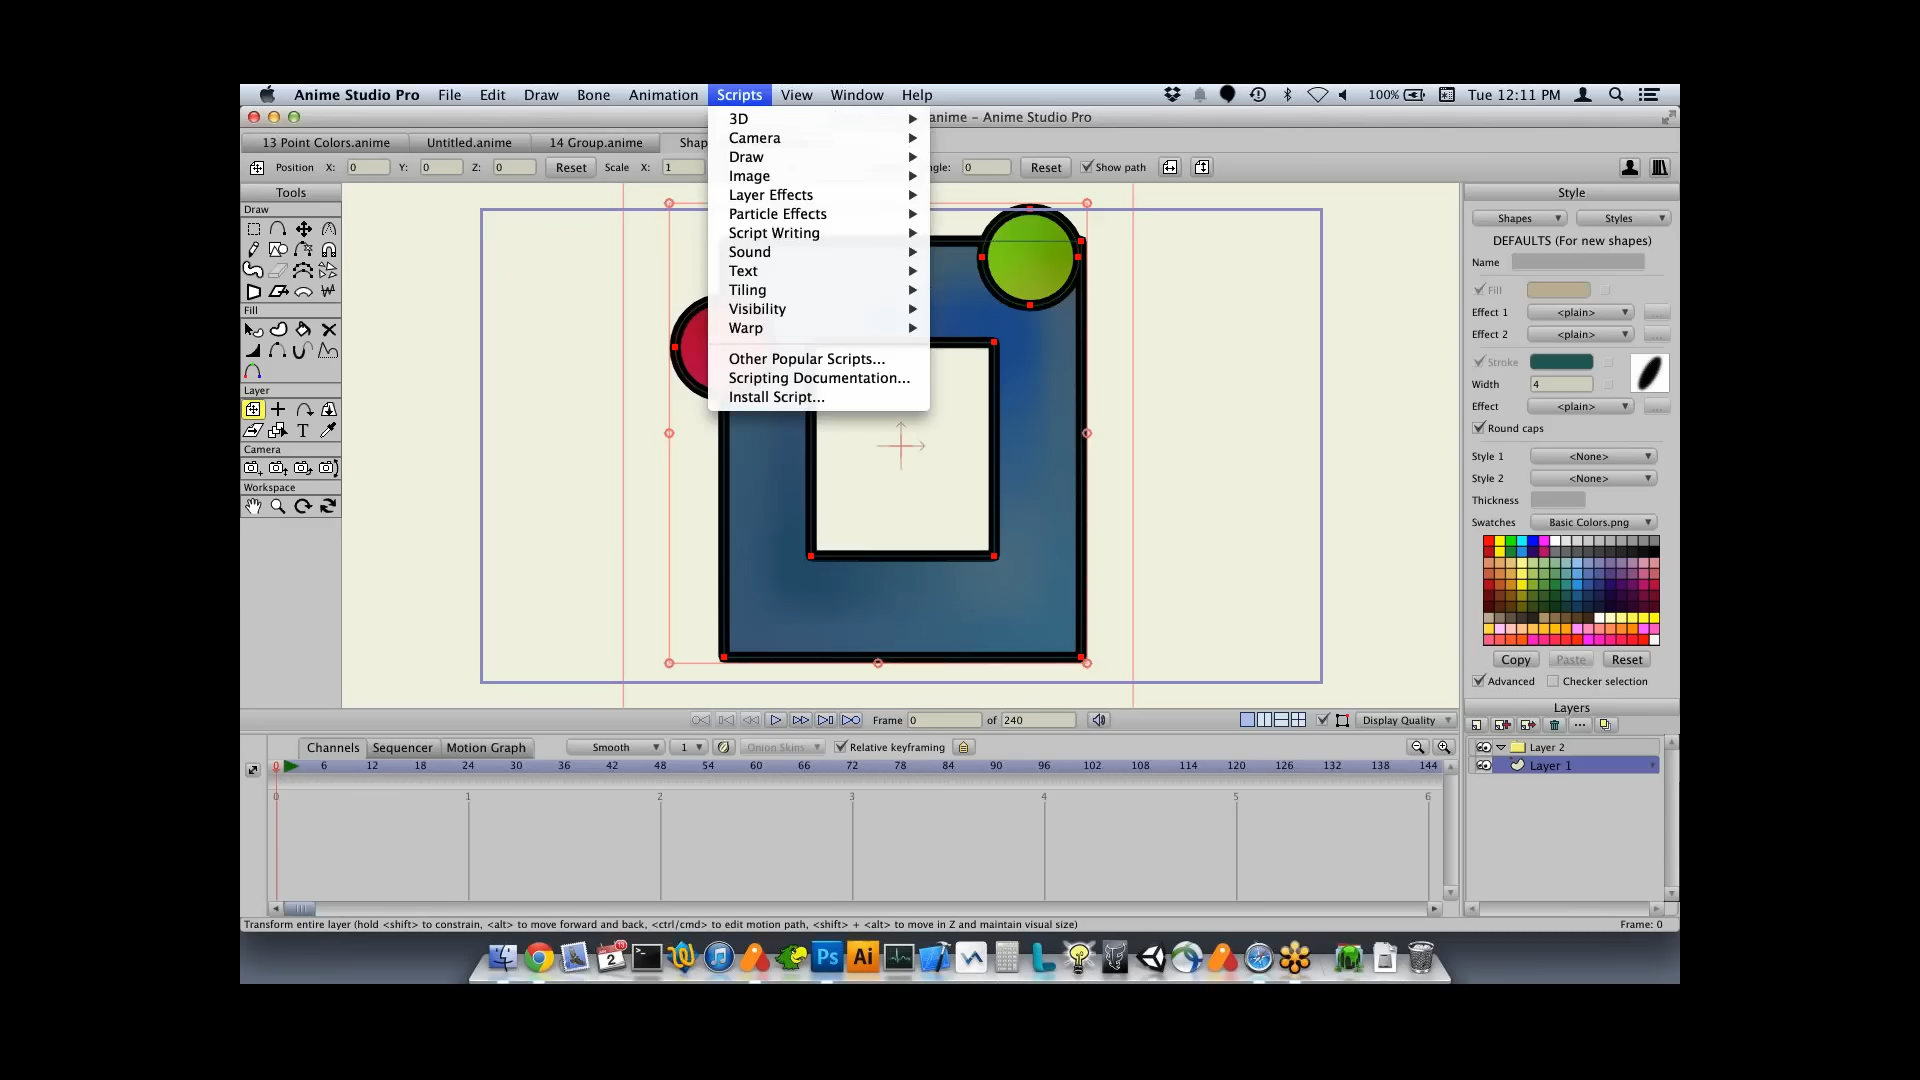 Anime Studio Pro File Edit Draw Bone Animation Scripts View Window Help 100% Tue 12:11 PM
anime – Anime Studio Pro
13 Point Colors.anime Untitled.anime 14 Group.anime Shap
Position X: 0 Y: 0 Z: 0 Reset Scale X: 1 gle: 0 Reset Show path
Tools
Draw
Fill
Layer
T
Camera
Workspace
3D
Camera
Draw
Image
Layer Effects
Particle Effects
Script Writing
Sound
Text
Tiling
Visibility
Warp
Other Popular Scripts...
Scripting Documentation...
Install Script...
Style
Shapes Styles
DEFAULTS (For new shapes)
Name
Fill
Effect 1 <plain> ...
Effect 2 <plain> ...
Stroke
Width 4
Effect <plain> ...
Round caps
Style 1 <None>
Style 2 <None>
Thickness
Swatches Basic Colors.png
Copy Paste Reset
Advanced Checker selection
Layers
Layer 2
Layer 1
Frame 0 of 240 Display Quality
Channels Sequencer Motion Graph Smooth 1 Onion Skins Relative keyframing
0 6 12 18 24 30 36 42 48 54 60 66 72 78 84 90 96 102 108 114 120 126 132 138 144
0 1 2 3 4 5 6
Transform entire layer (hold <shift> to constrain, <alt> to move forward and back, <ctrl/cmd> to edit motion path, <shift> + <alt> to move in Z and maintain visual size) Frame: 0
13
2 Ps Ai